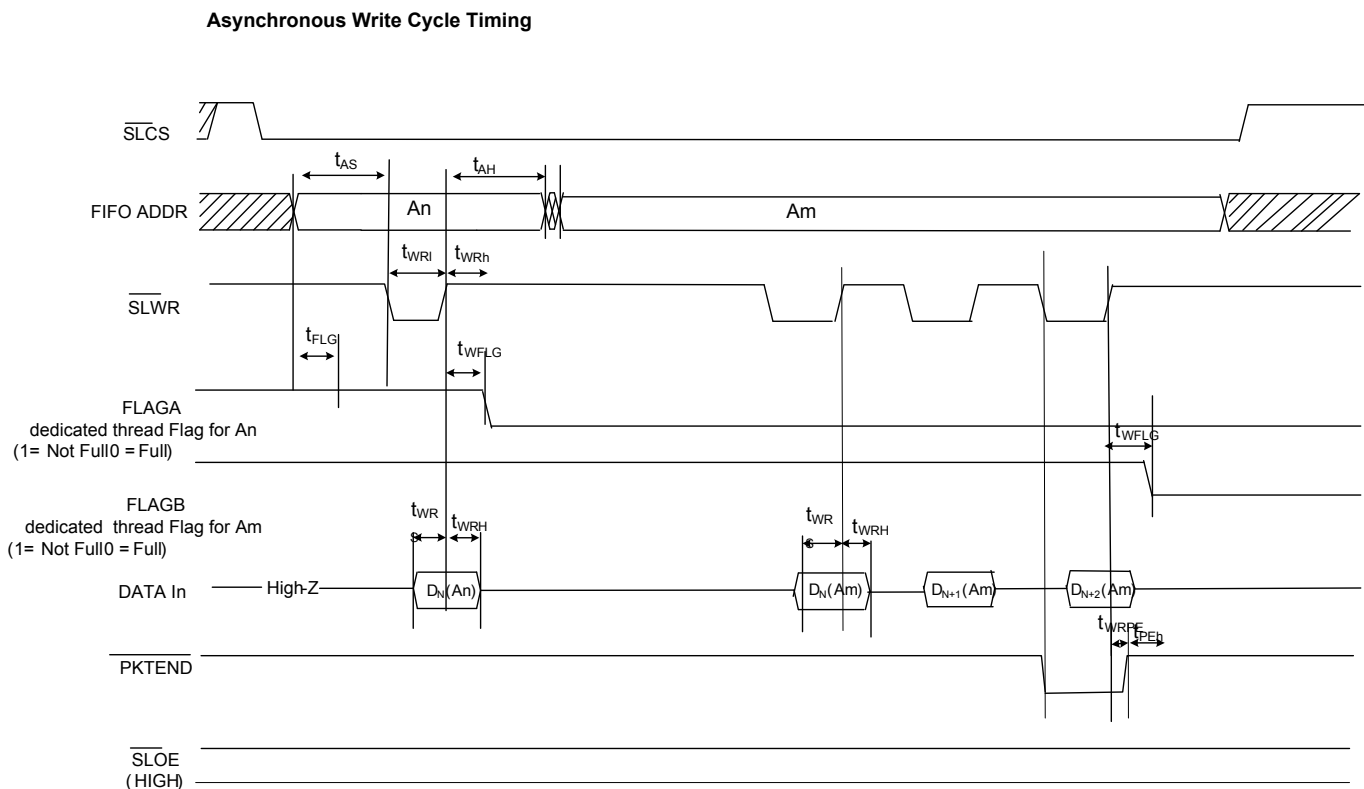 Asynchronous Write Cycle Timing
SLCS
tAS
tAH
FIFO ADDR
An
Am
tWRl
tWRh
SLWR
tFLG
tWFLG
FLAGA
dedicated thread Flag for An
(1= Not Full0 = Full)
tWFLG
FLAGB
dedicated thread Flag for Am
(1= Not Full0 = Full)
tWR
S
tWRH
tWR
S
tWRH
DATA In
High-Z
DN(An)
DN(Am)
DN+1(Am)
DN+2(Am)
tWRPE
tPEh
PKTEND
SLOE
(HIGH)